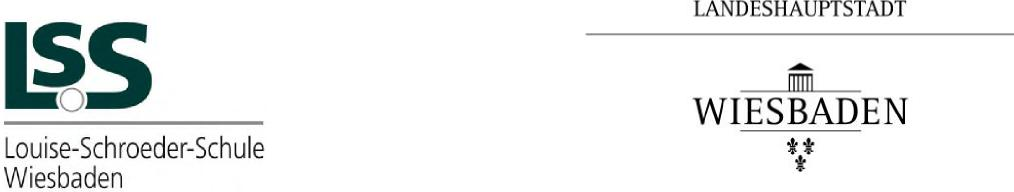 LSS
Louise-Schroeder-Schule
Wiesbaden
LANDESHAUPTSTADT
WIESBADEN